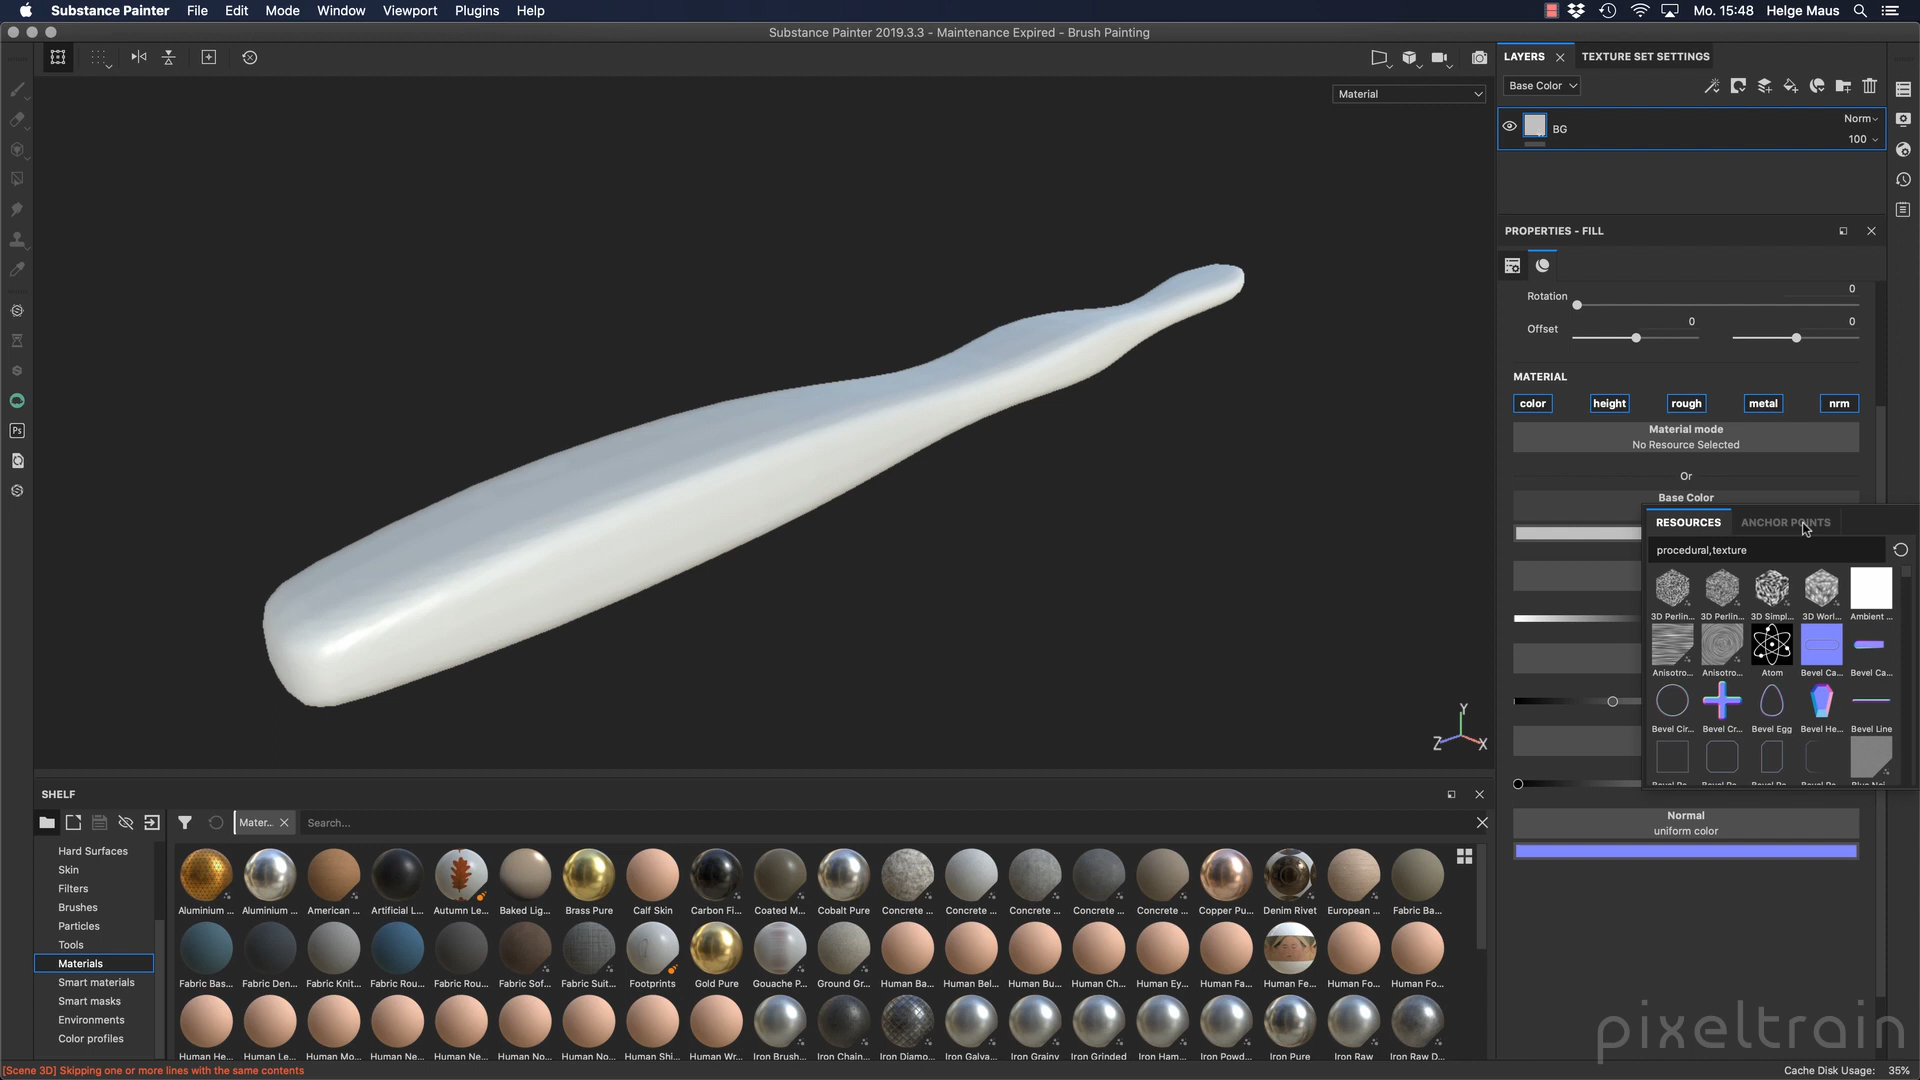 Substance Painter File Edit Mode Window Viewport Plugins Help
Mo. 15:48 Helge Maus
Substance Painter 2019.3.3 - Maintenance Expired - Brush Painting
LAYERS TEXTURE SET SETTINGS
Base Color
Material
BG
Norm
100
PROPERTIES - FILL
Rotation 0
Offset 0 0
MATERIAL
color height rough metal nrm
Material mode
No Resource Selected
Or
Base Color
RESOURCES ANCHOR POINTS
procedural,texture
3D Perlin... 3D Perlin... 3D Simpl... 3D Worl... Ambient ...
Anisotro... Anisotro... Atom Bevel Ca... Bevel Ca...
Bevel Cir... Bevel Cr... Bevel Egg Bevel He... Bevel Line
Normal
uniform color
Y
Z X
Ps
SHELF
Mater... Search...
Hard Surfaces
Skin
Filters
Brushes
Particles
Tools
Materials
Smart materials
Smart masks
Environments
Color profiles
Aluminium ... Aluminium ... American ... Artificial L... Autumn Le... Baked Lig... Brass Pure Calf Skin Carbon Fi... Coated M... Cobalt Pure Concrete ... Concrete ... Concrete ... Concrete ... Concrete ... Copper Pu... Denim Rivet European ... Fabric Ba...
Fabric Bas... Fabric Den... Fabric Knit... Fabric Rou... Fabric Rou... Fabric Sof... Fabric Suit... Footprints Gold Pure Gouache P... Ground Gr... Human Ba... Human Bel... Human Bu... Human Ch... Human Ey... Human Fa... Human Fe... Human Fo... Human Fo...
Human He... Human Le... Human Mo... Human Ne... Human Ne... Human No... Human No... Human Shi... Human Wr... Iron Brush... Iron Chain... Iron Diamo... Iron Galva... Iron Grainy Iron Grinded Iron Ham... Iron Powd... Iron Pure Iron Raw Iron Raw D...
pixeltrain
[Scene 3D] Skipping one or more lines with the same contents
Cache Disk Usage: 35%